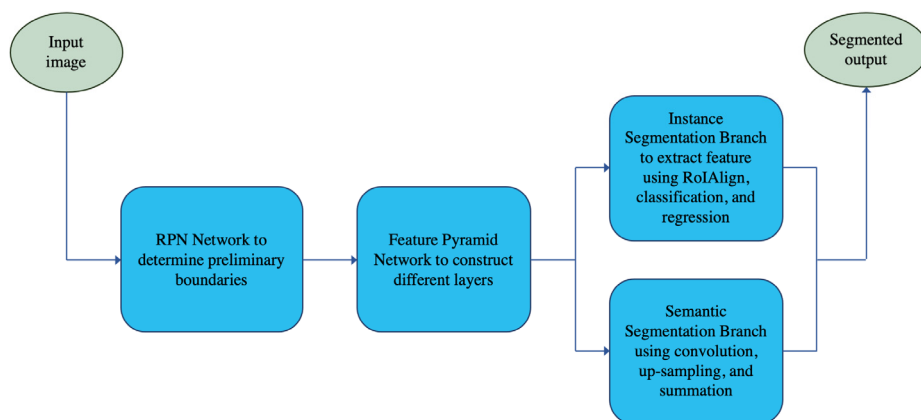 Input
image
RPN Network to
determine preliminary
boundaries
Feature Pyramid
Network to construct
different layers
Instance
Segmentation Branch
to extract feature
using RoIAlign,
classification, and
regression
Semantic
Segmentation Branch
using convolution,
up-sampling, and
summation
Segmented
output